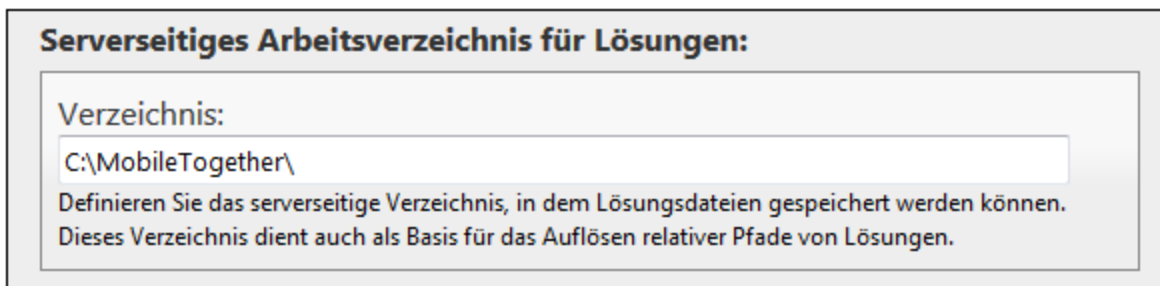 Serverseitiges Arbeitsverzeichnis für Lösungen:
Verzeichnis:
C:\MobileTogether\
Definieren Sie das serverseitige Verzeichnis, in dem Lösungsdateien gespeichert werden können.
Dieses Verzeichnis dient auch als Basis für das Auflösen relativer Pfade von Lösungen.